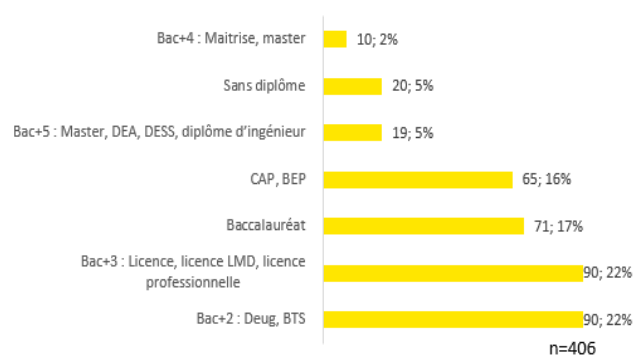 Bac+4 : Maitrise, master
10; 2%
Sans diplôme
20; 5%
Bac+5 : Master, DEA, DESS, diplôme d'ingénieur
19; 5%
CAP, BEP
65; 16%
Baccalauréat
71; 17%
Bac+3 : Licence, licence LMD, licence
professionnelle
90; 22%
Bac+2 : Deug, BTS
90; 22%
n=406